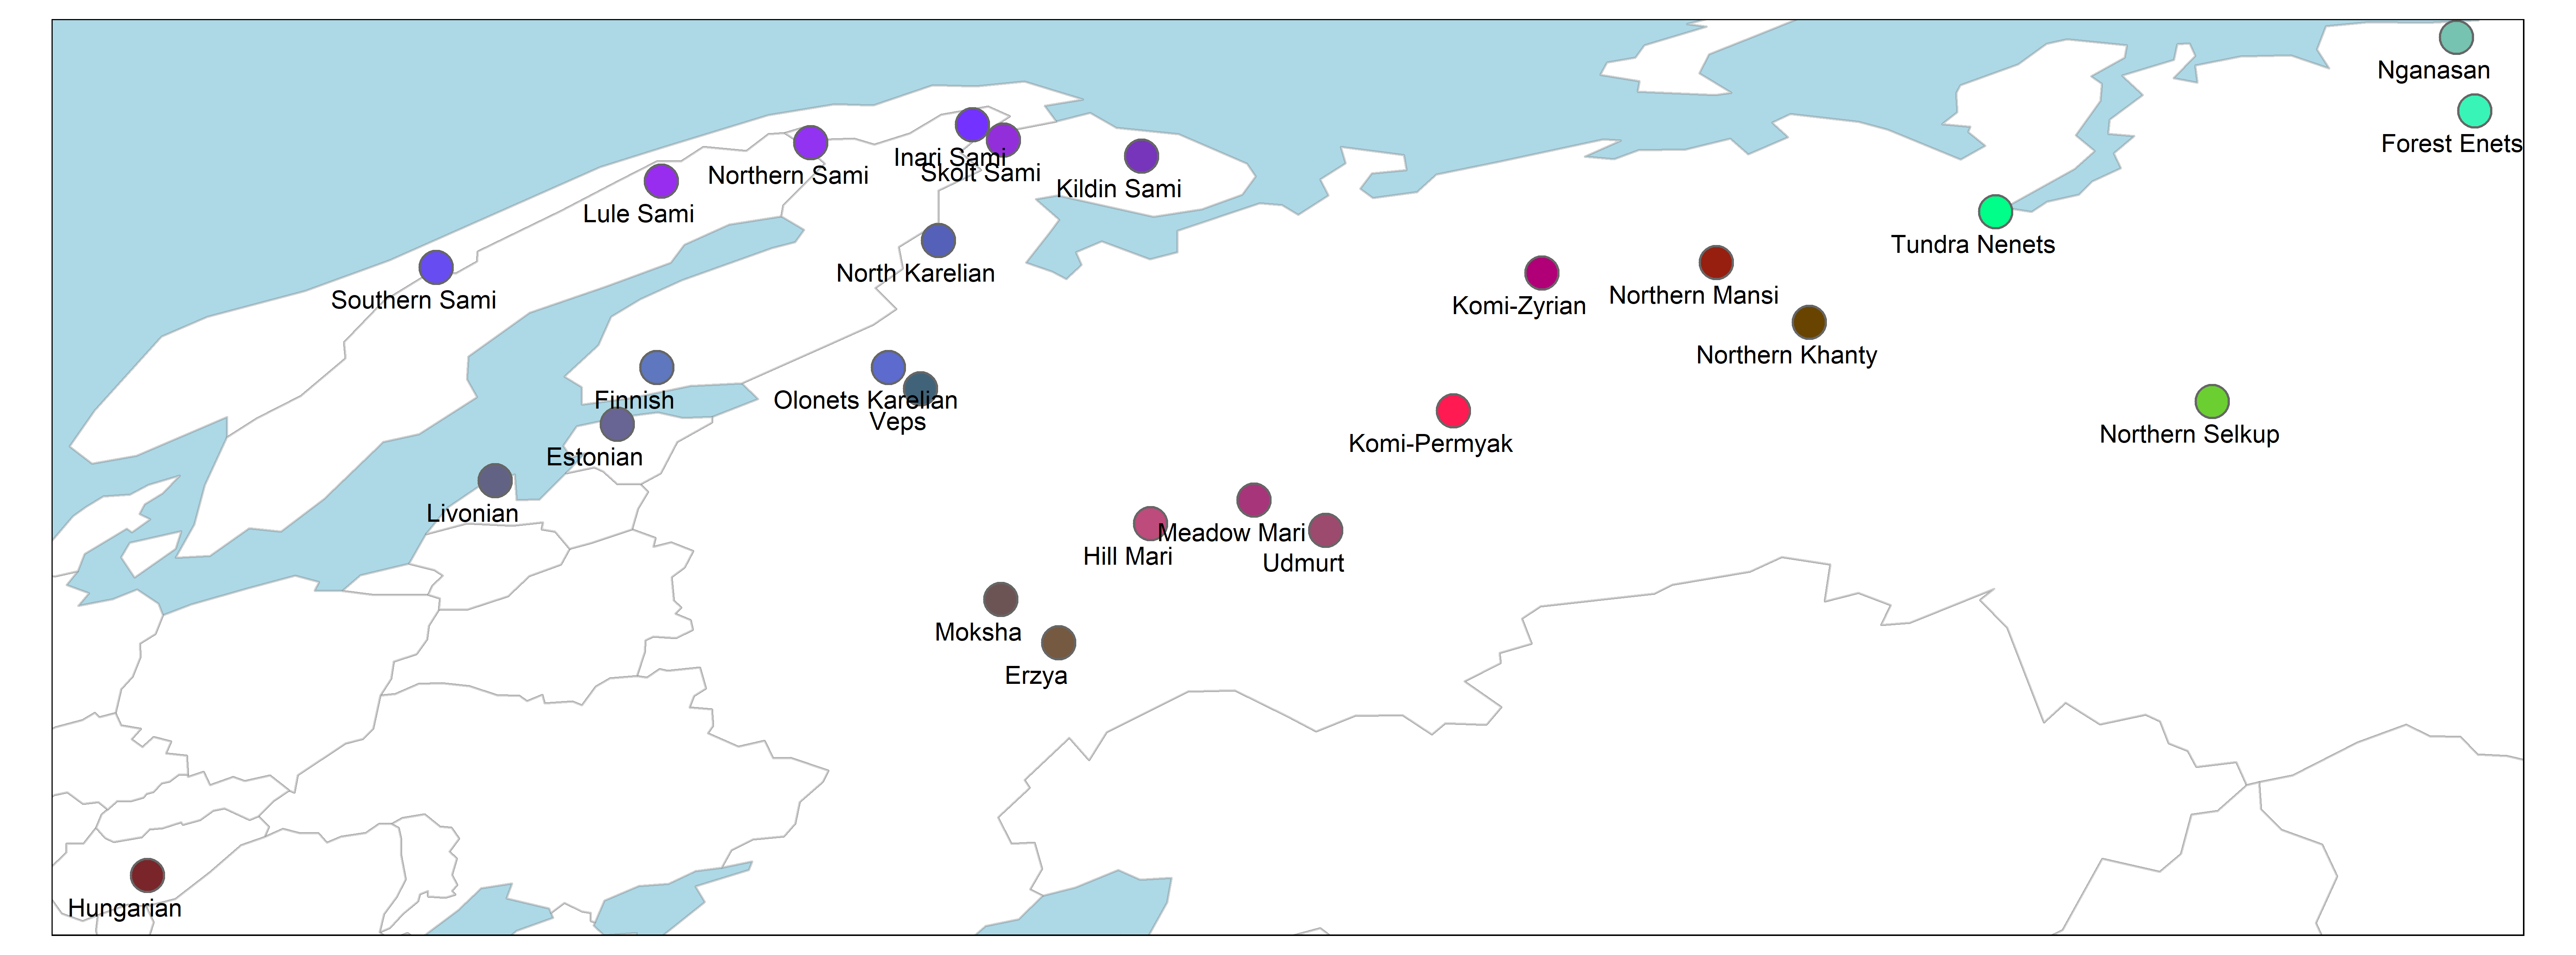 Nganasan
Forest Enets
Inari Sami
Skolt Sami
Northern Sami
Kildin Sami
Lule Sami
Tundra Nenets
North Karelian
Northern Mansi
Southern Sami
Komi-Zyrian
Northern Khanty
Finnish
Olonets Karelian
Veps
Northern Selkup
Komi-Permyak
Estonian
Livonian
Meadow Mari
Hill Mari
Udmurt
Moksha
Erzya
Hungarian